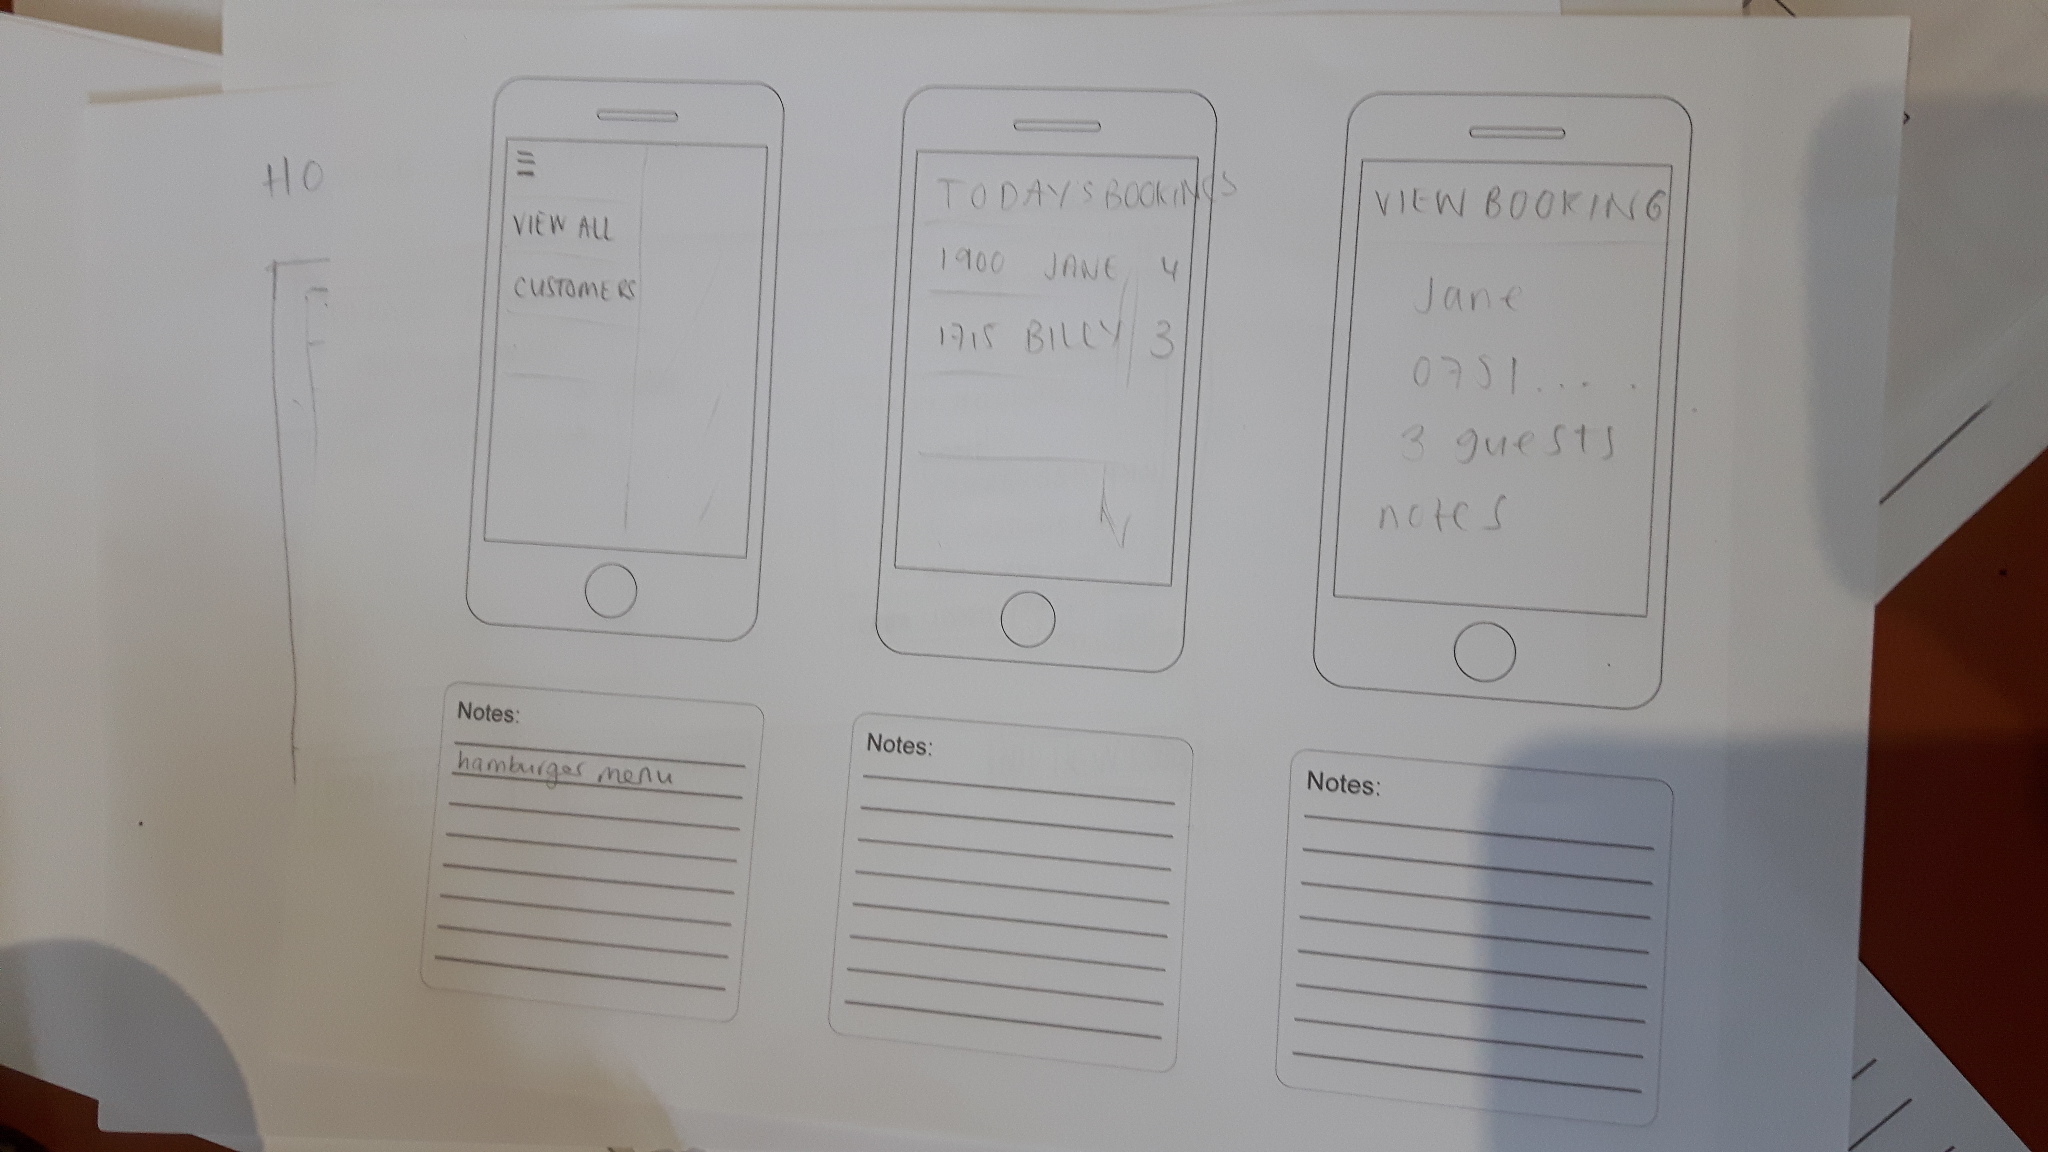 HO
VIEW ALL
CUSTOMERS
TODAY'S BOOKINGS
1900 JANE 4
1715 BILLY 3
VIEW BOOKING
Jane
0751.... .
3 guests
notes
Notes:
hamburger menu
Notes:
Notes: